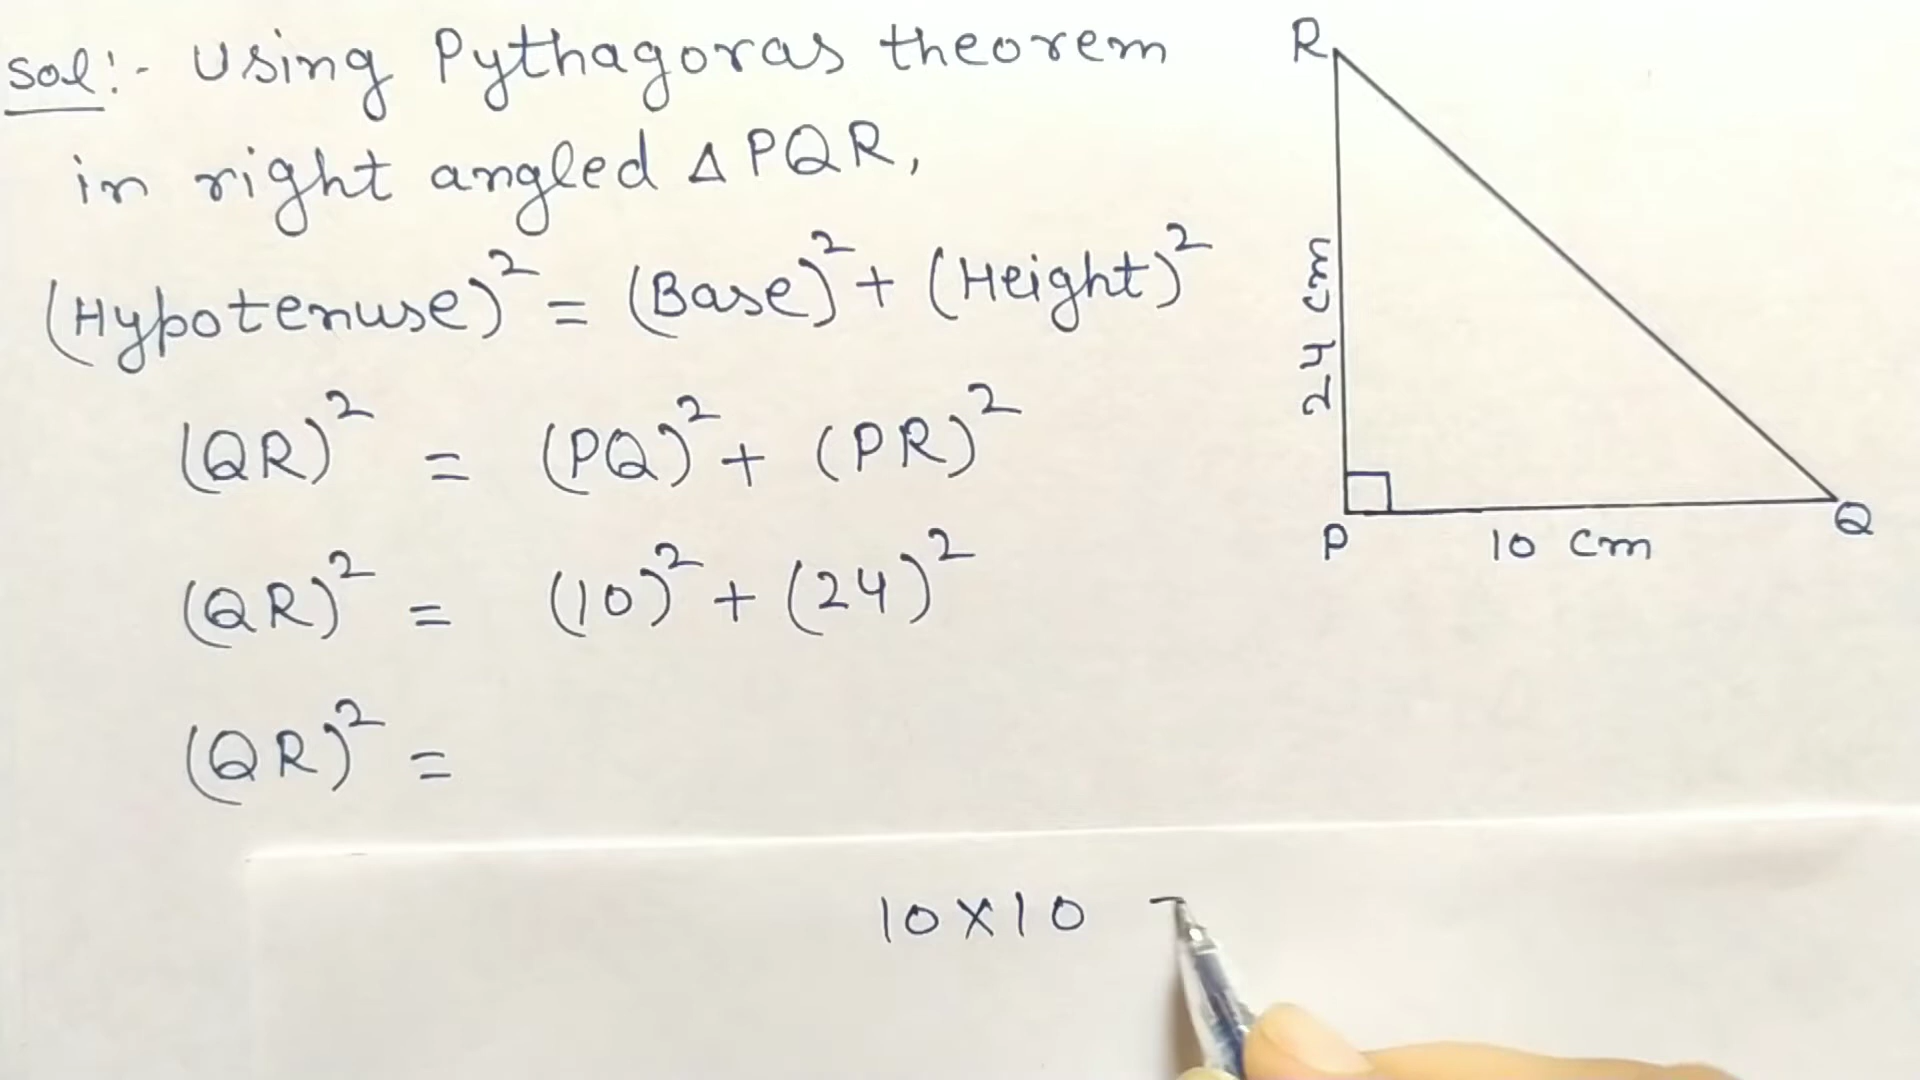 Sol:- Using Pythagoras theorem
in right angled △PQR,
(Hypotenuse)² = (Base)² + (Height)²
(QR)² = (PQ)² + (PR)²
(QR)² = (10)² + (24)²
(QR)² =
10×10
R
24 cm
P
10 cm
Q